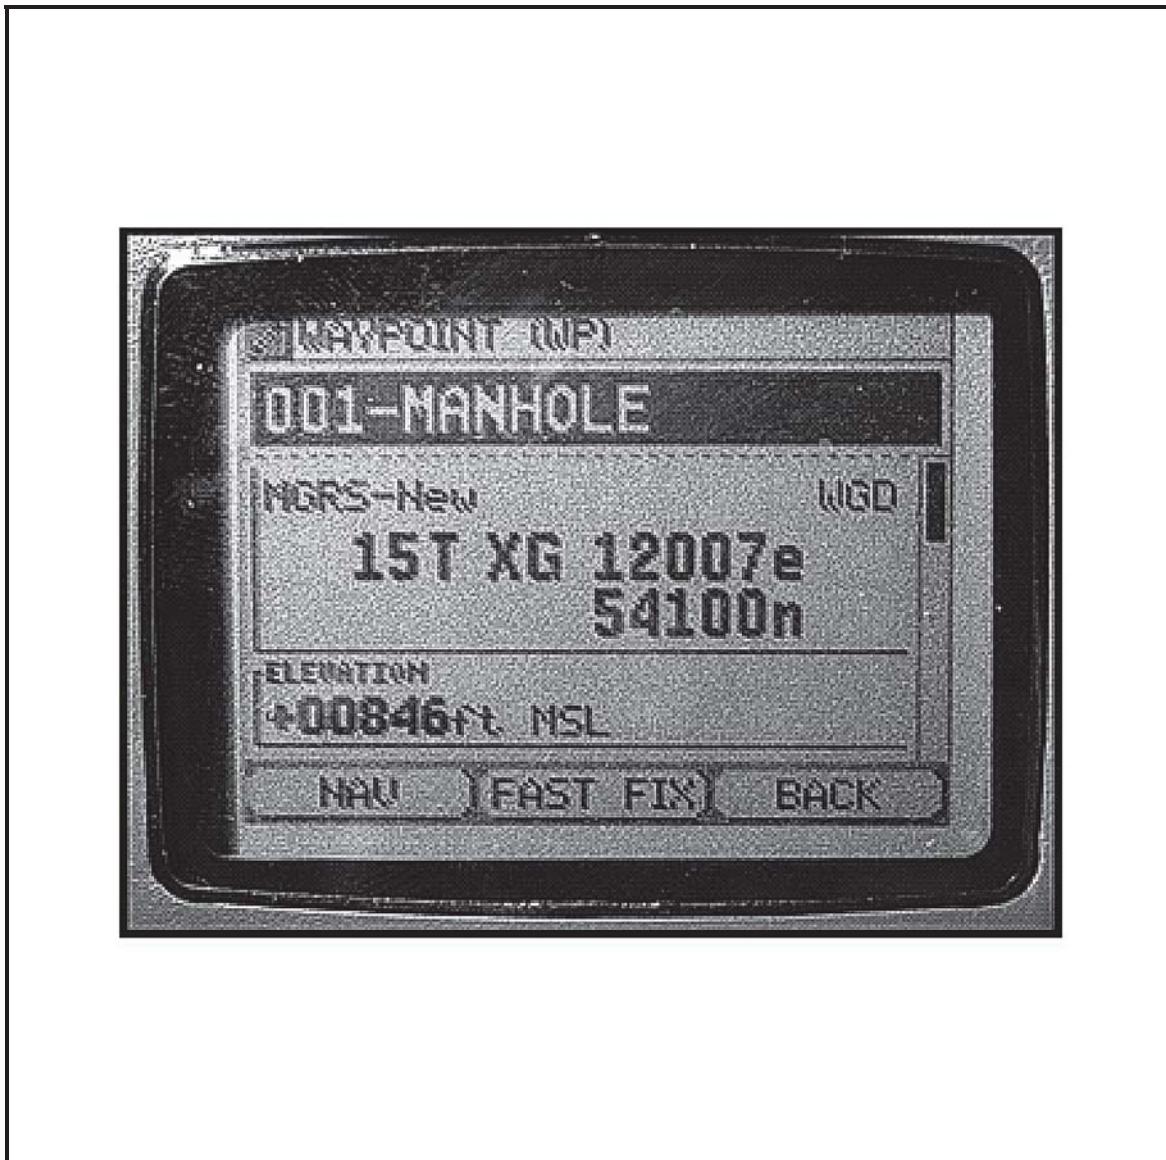 WAYPOINT (WP)
001-MANHOLE
MGRS-New WGD
15T XG 12007e
54100n
ELEVATION
+00846ft MSL
NAV FAST FIX BACK